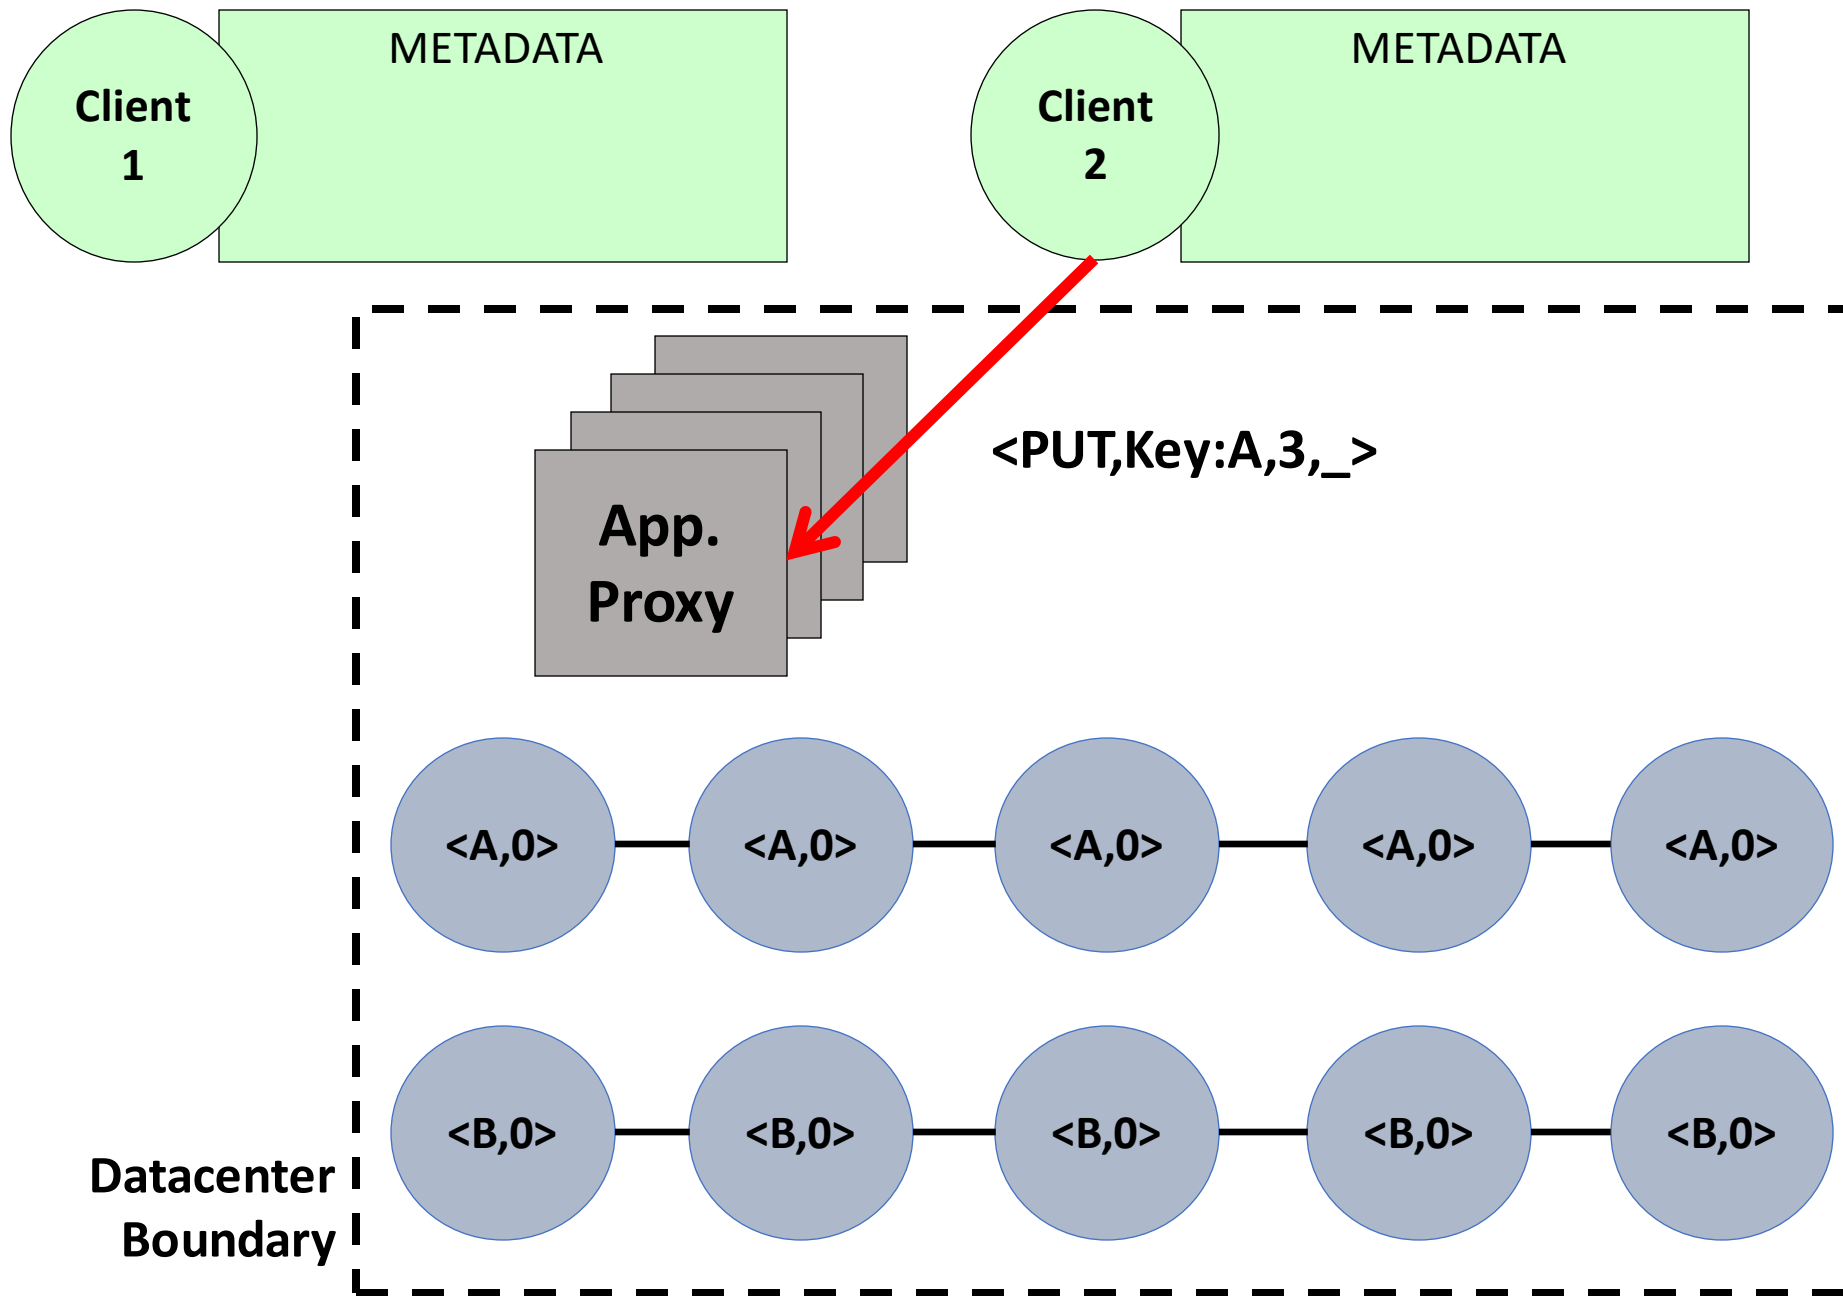 METADATA
Client
1
METADATA
Client
2
<PUT,Key:A,3,_>
App.
Proxy
<A,0> <A,0> <A,0> <A,0> <A,0>
<B,0> <B,0> <B,0> <B,0> <B,0>
Datacenter
Boundary